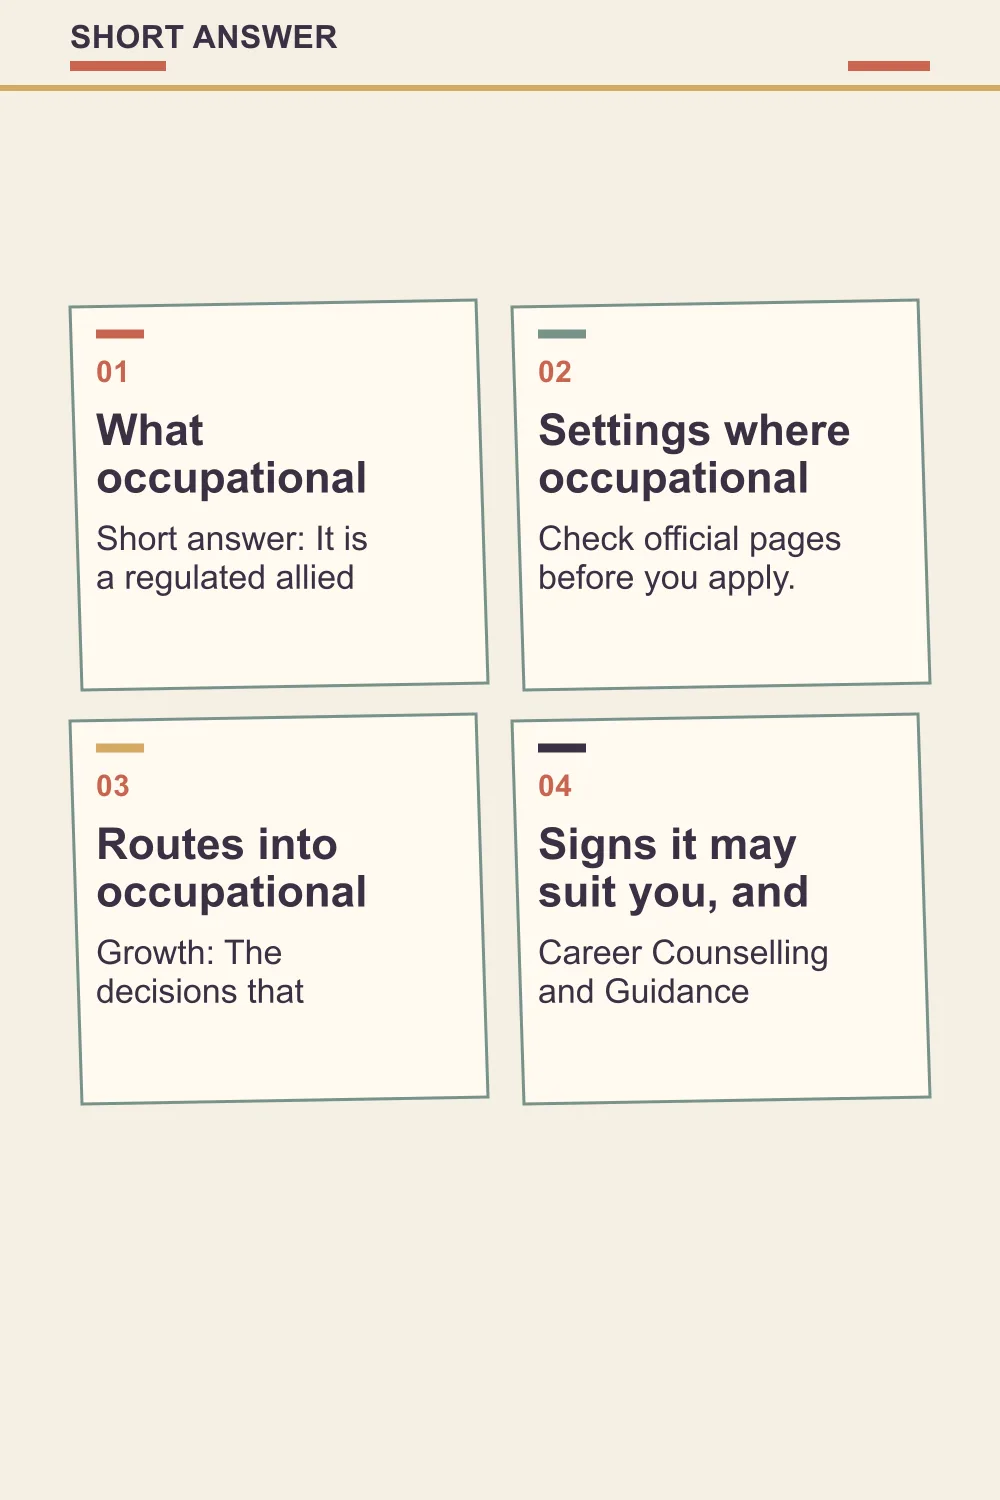 SHORT ANSWER
01
What
occupational
Short answer: It is
a regulated allied
02
Settings where
occupational
Check official pages
before you apply.
03
Routes into
occupational
Growth: The
decisions that
04
Signs it may
suit you, and
Career Counselling
and Guidance